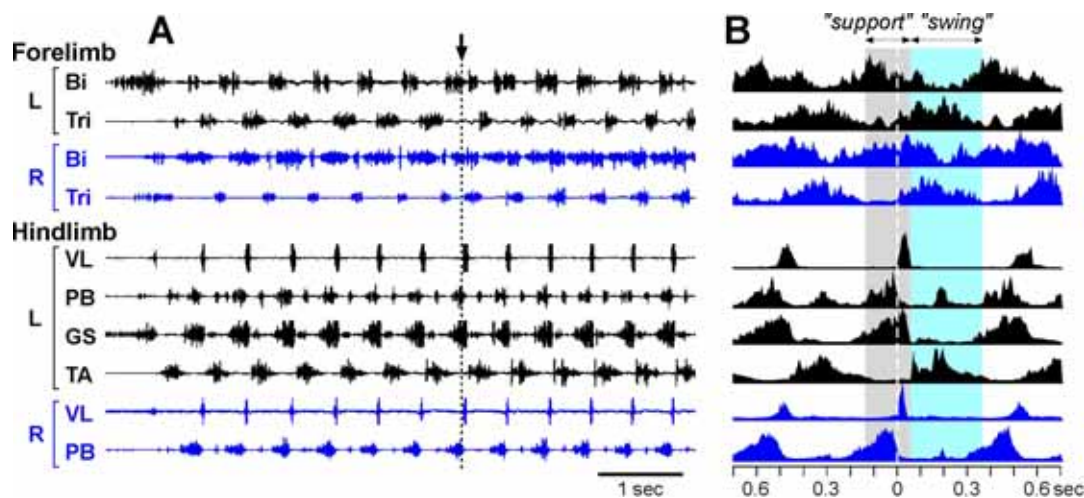 A
B
"support" "swing"
Forelimb
L
Bi
Tri
R
Bi
Tri
Hindlimb
L
VL
PB
GS
TA
R
VL
PB
1 sec
0.6 0.3 0 0.3 0.6 sec